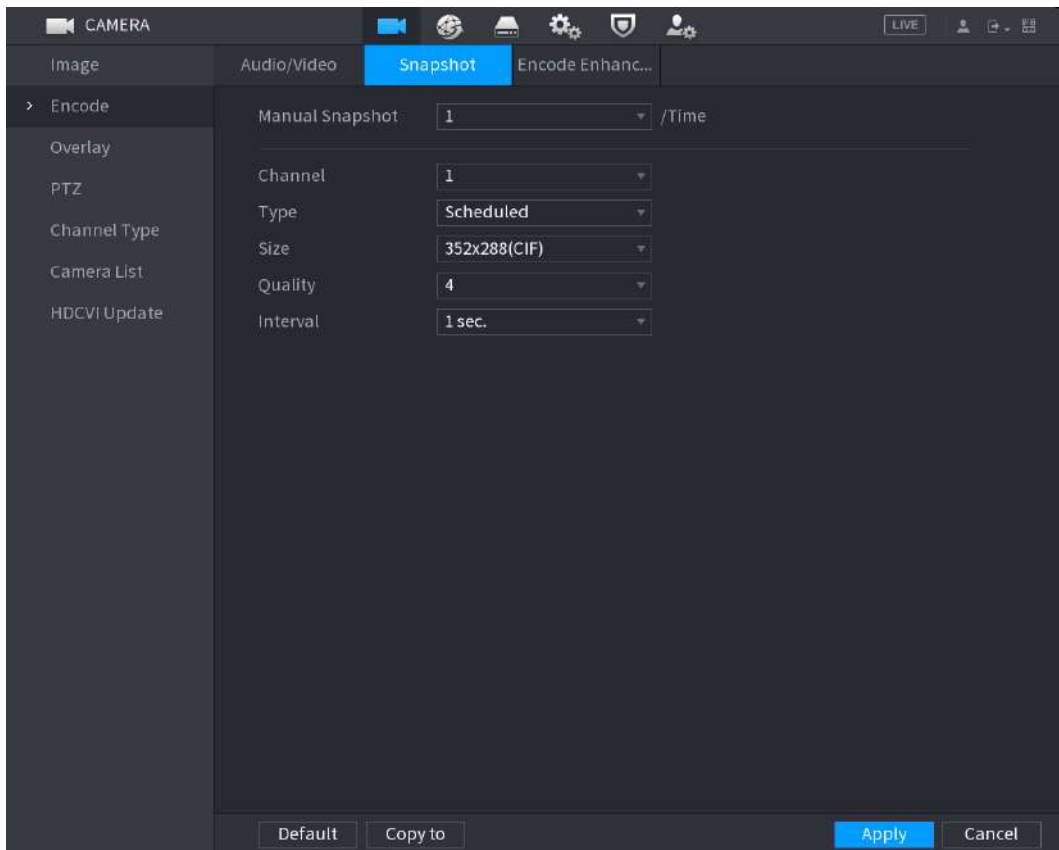 CAMERA
LIVE
Image
Encode
Overlay
PTZ
Channel Type
Camera List
HDCVI Update
Audio/Video Snapshot Encode Enhanc...
Manual Snapshot 1 /Time
Channel 1
Type Scheduled
Size 352x288(CIF)
Quality 4
Interval 1 sec.
Default Copy to Apply Cancel